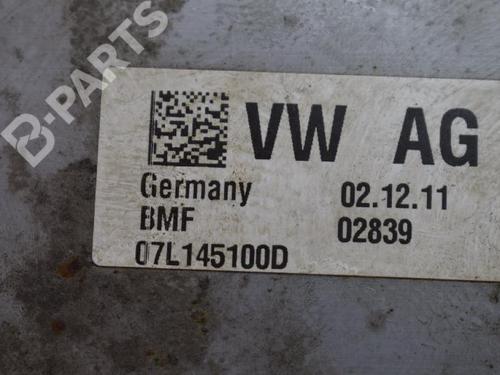 B-PARTS
VW AG
Germany 02.12.11
BMF 02839
07L145100D